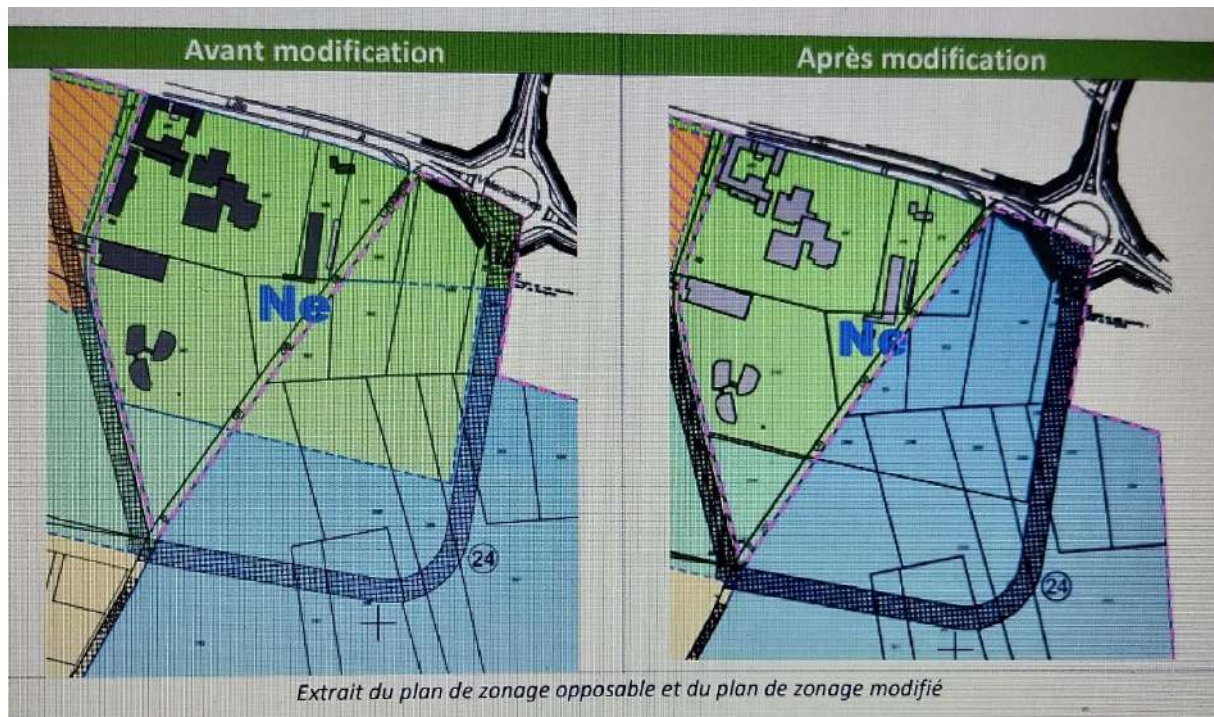 Avant modification
Après modification
Ne
Ne
24
24
Extrait du plan de zonage opposable et du plan de zonage modifié